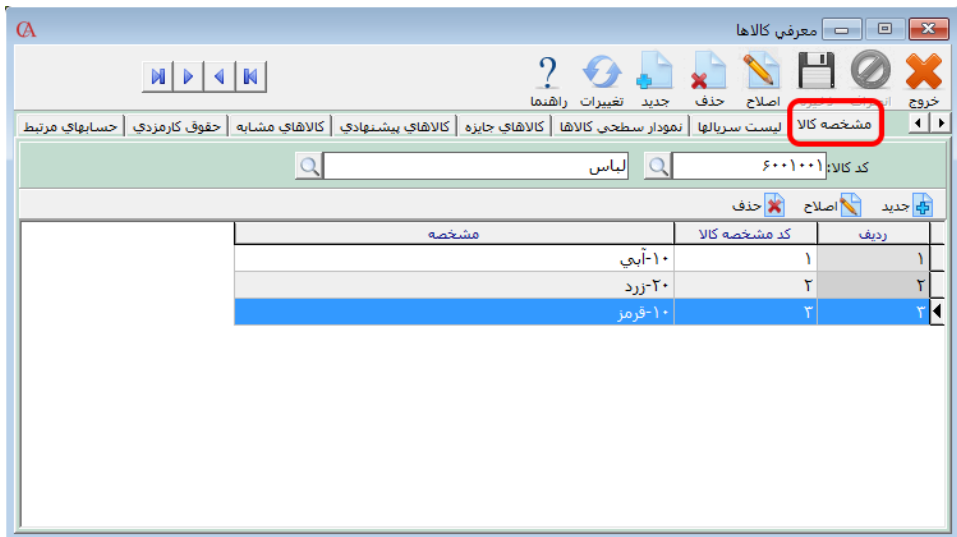 معرفي كالاها
خروج
اصلاح
حذف
جديد
تغييرات
راهنما
?
مشخصه كالا
ليست سريالها
نمودار سطحي كالاها
كالاهاي جايزه
كالاهاي پيشنهادي
كالاهاي مشابه
حقوق كارمزدي
حسابهاي مرتبط
كد كالا: ۶۰۰۱۰۰۱ لباس
جديد اصلاح حذف
رديف كد مشخصه كالا مشخصه
۱ ۱ ۱۰-آبي
۲ ۲ ۲۰-زرد
۳ ۳ ۱۰-قرمز